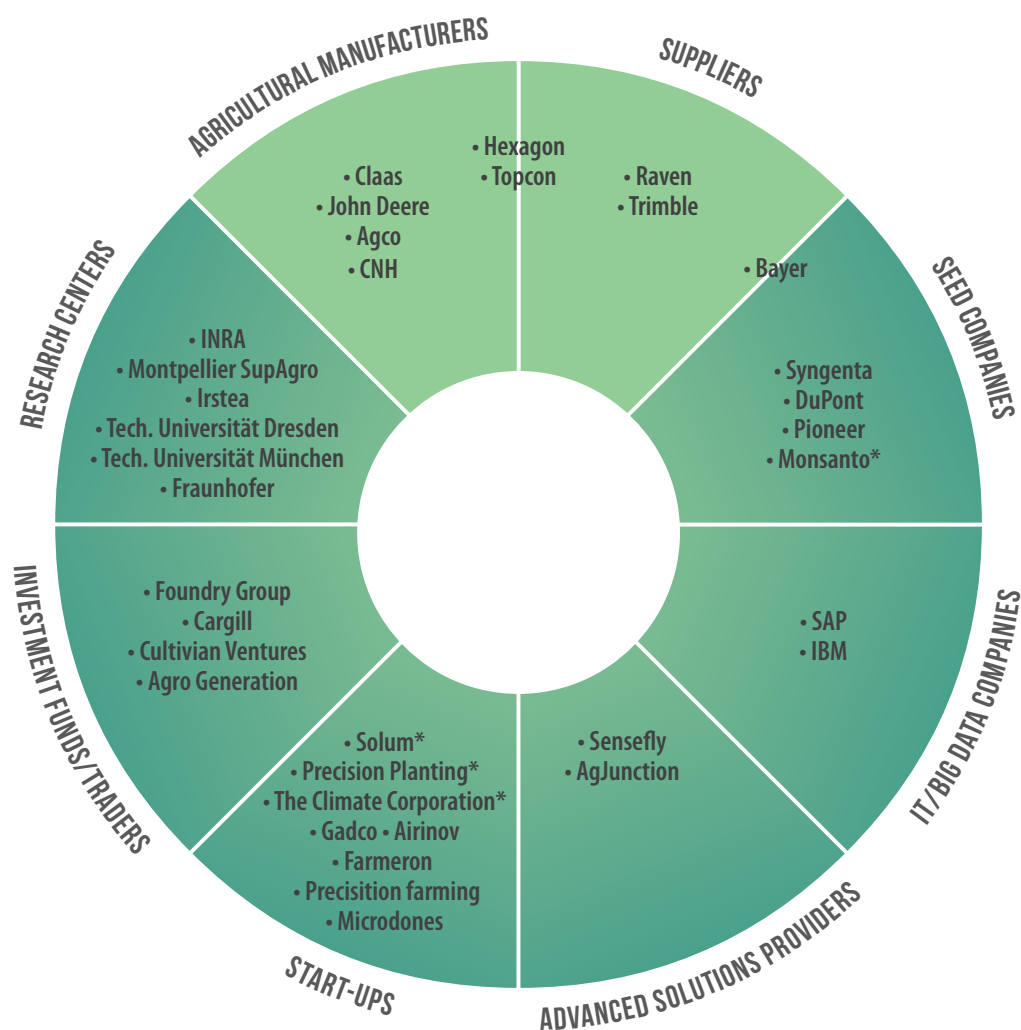 AGRICULTURAL MANUFACTURERS
• Claas
• John Deere
• Agco
• CNH
• Hexagon
• Topcon
SUPPLIERS
• Raven
• Trimble
• Bayer
SEED COMPANIES
• Syngenta
• DuPont
• Pioneer
• Monsanto*
IT/BIG DATA COMPANIES
• SAP
• IBM
ADVANCED SOLUTIONS PROVIDERS
• Sensefly
• AgJunction
START-UPS
• Solum*
• Precision Planting*
• The Climate Corporation*
• Gadco • Airinov
• Farmeron
• Precisition farming
• Microdones
INVESTMENT FUNDS/TRADERS
• Foundry Group
• Cargill
• Cultivian Ventures
• Agro Generation
RESEARCH CENTERS
• INRA
• Montpellier SupAgro
• Irstea
• Tech. Universität Dresden
• Tech. Universität München
• Fraunhofer